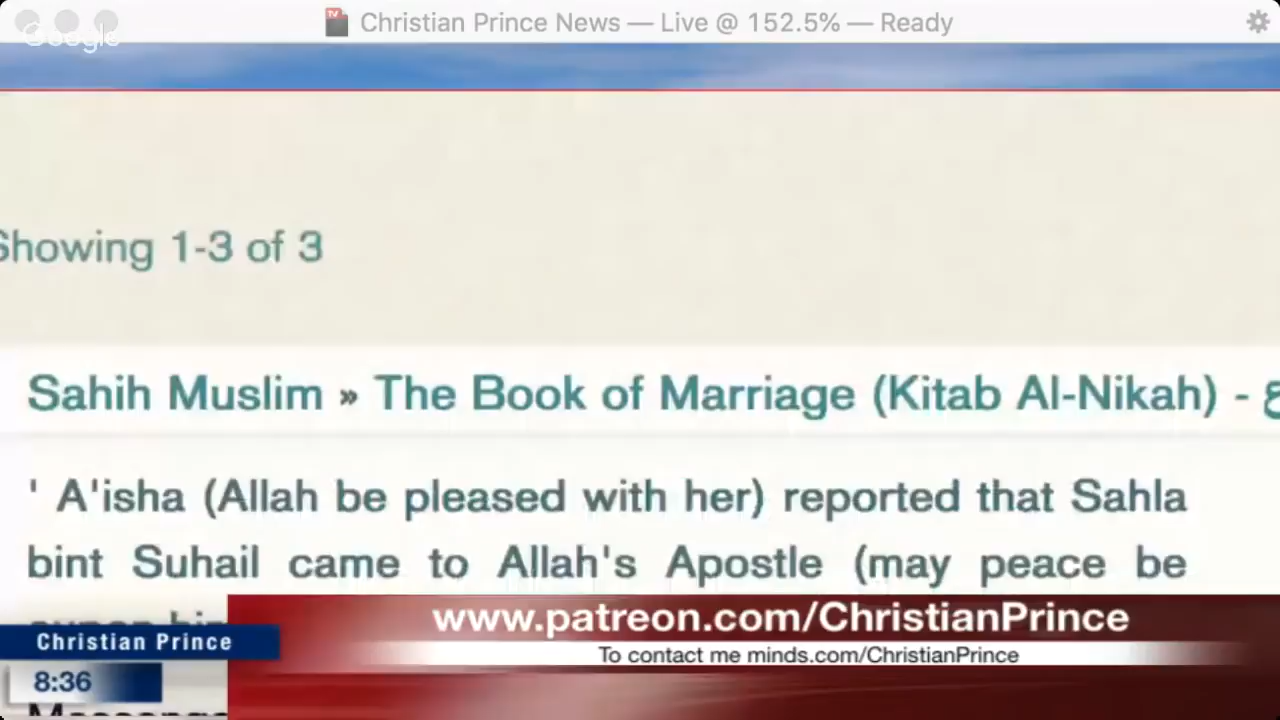 Christian Prince News — Live @ 152.5% — Ready
Google
Showing 1-3 of 3
Sahih Muslim » The Book of Marriage (Kitab Al-Nikah) -
' A'isha (Allah be pleased with her) reported that Sahla
bint Suhail came to Allah's Apostle (may peace be
www.patreon.com/ChristianPrince
Christian Prince
To contact me minds.com/ChristianPrince
8:36